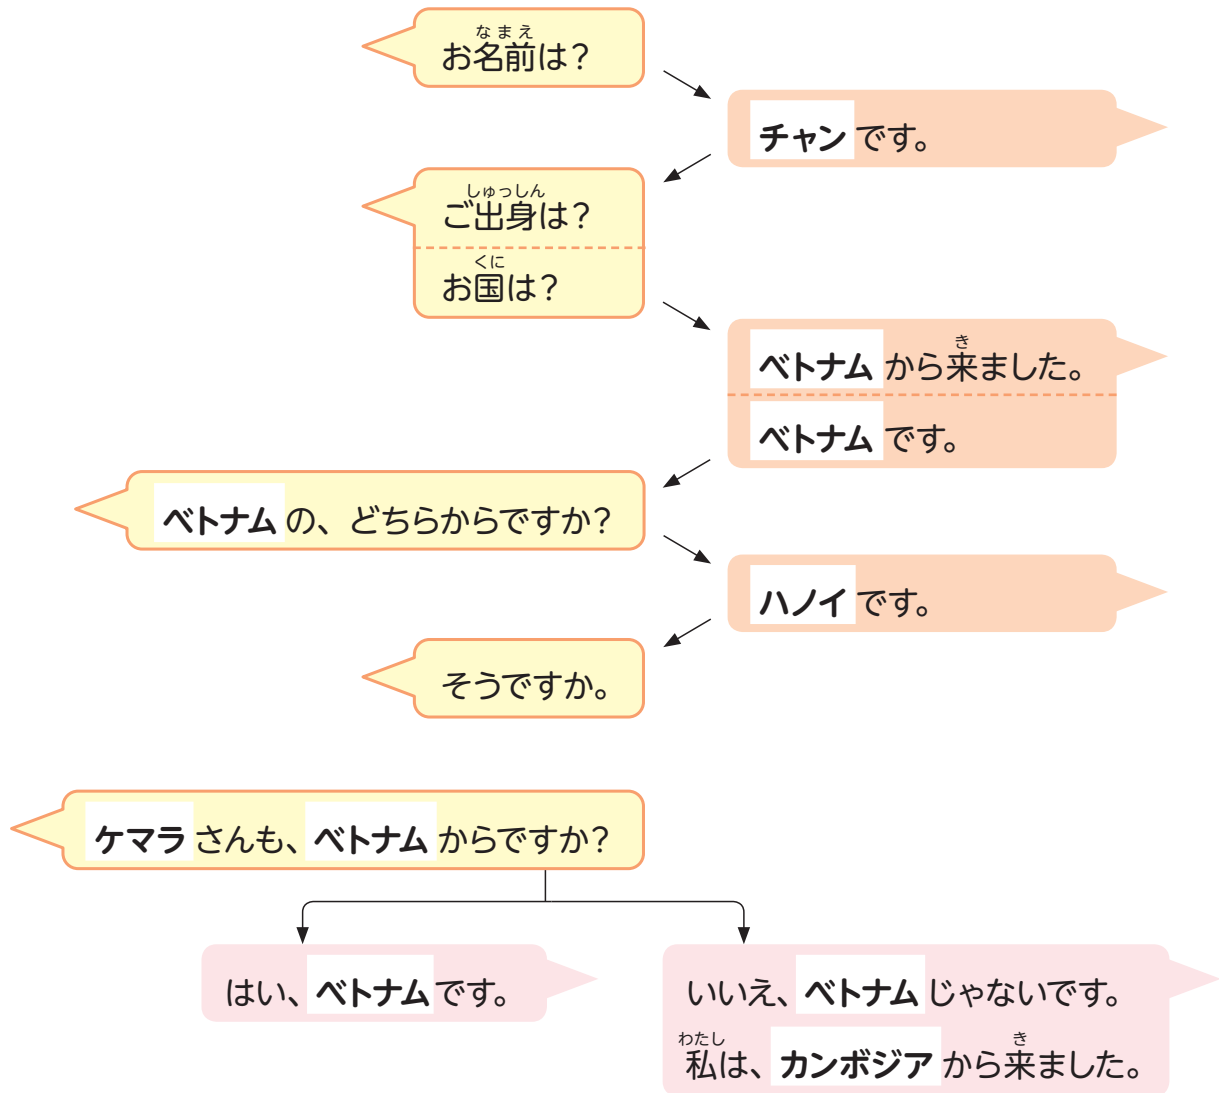 なまえ
お名前は？
チャンです。
しゅっしん
ご出身は？
くに
お国は？
き
ベトナムから来ました。
ベトナムです。
ベトナムの、どちらからですか？
ハノイです。
そうですか。
ケマラさんも、ベトナムからですか？
はい、ベトナムです。
いいえ、ベトナムじゃないです。
わたし き
私は、カンボジアから来ました。